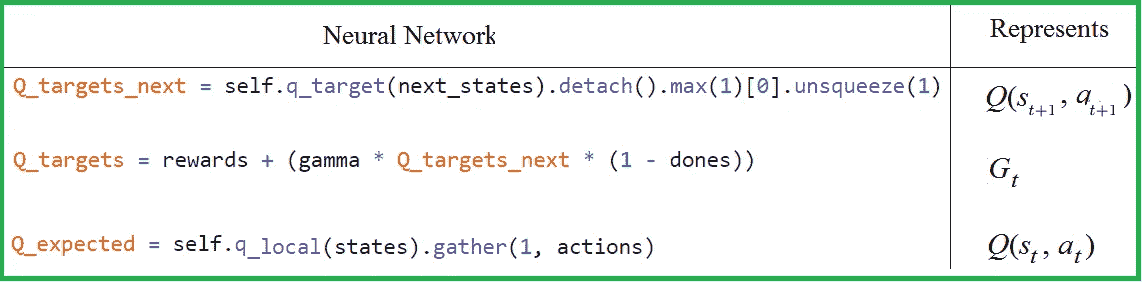 Neural Network Represents
Q_targets_next = self.q_target(next_states).detach().max(1)[0].unsqueeze(1) Q(s_{t+1}, a_{t+1})
Q_targets = rewards + (gamma * Q_targets_next * (1 - dones)) G_t
Q_expected = self.q_local(states).gather(1, actions) Q(s_t, a_t)